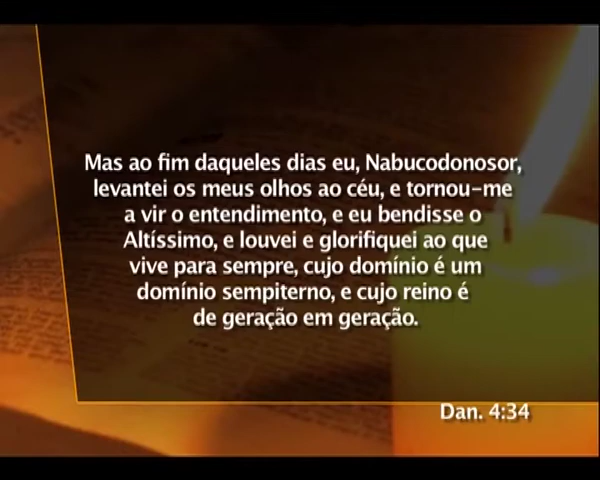 Mas ao fim daqueles dias eu, Nabucodonosor,
levantei os meus olhos ao céu, e tornou-me
a vir o entendimento, e eu bendisse o
Altíssimo, e louvei e glorifiquei ao que
vive para sempre, cujo domínio é um
domínio sempiterno, e cujo reino é
de geração em geração.
Dan. 4:34